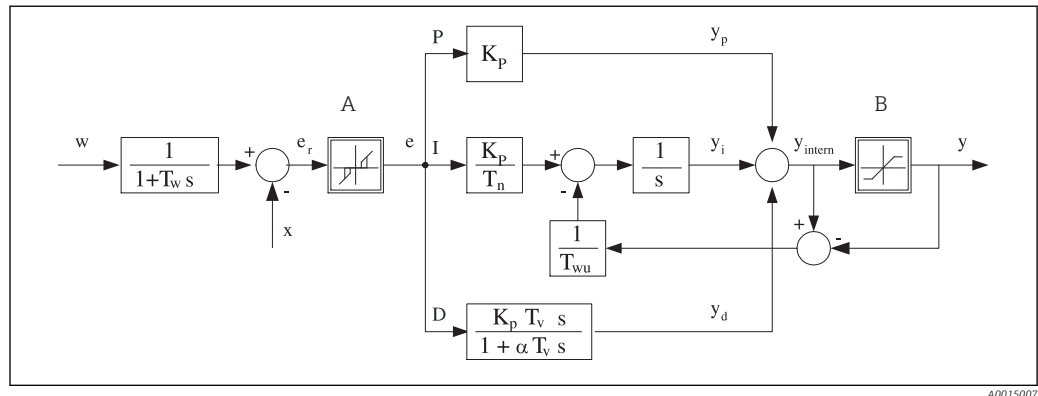 P
K_P
y_p
A
B
w
1
1+T_w s
+
-
e_r
e
I
K_P
T_n
+
-
1
s
y_i
y_intern
y
x
1
T_wu
+
-
D
K_p T_v s
1 + α T_v s
y_d
A0015007